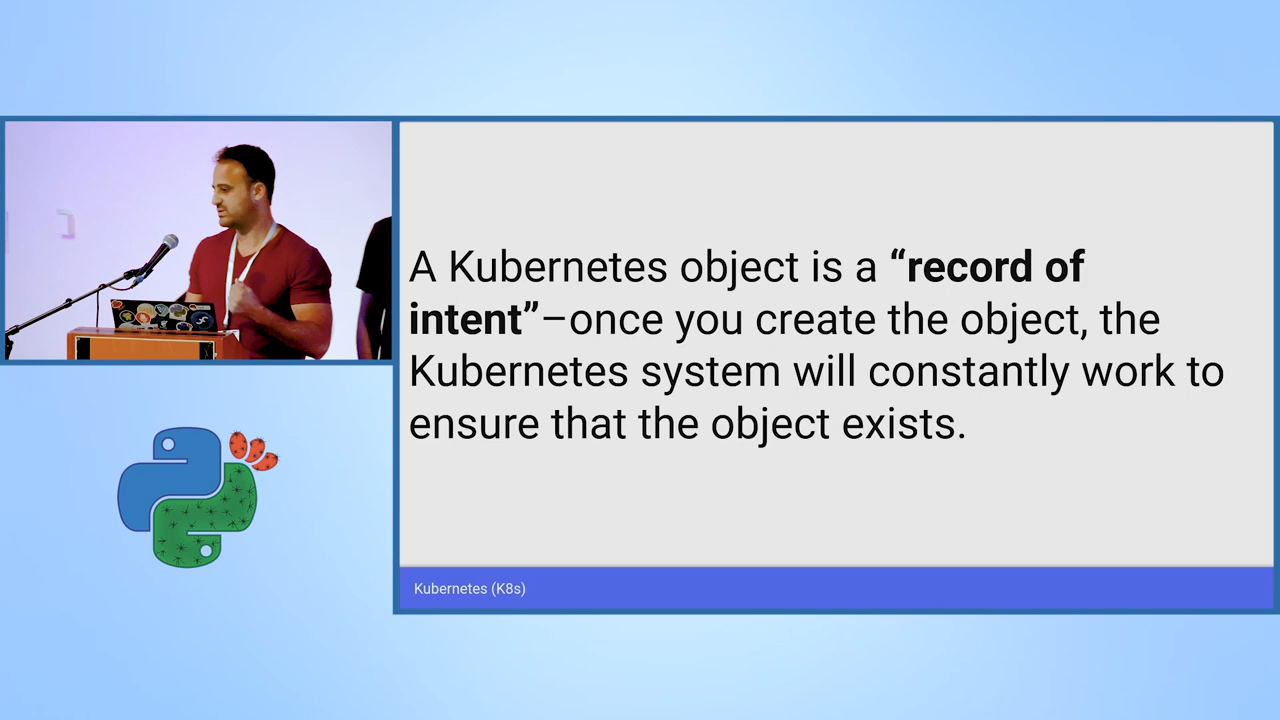 A Kubernetes object is a “record of
intent”–once you create the object, the
Kubernetes system will constantly work to
ensure that the object exists.
Kubernetes (K8s)